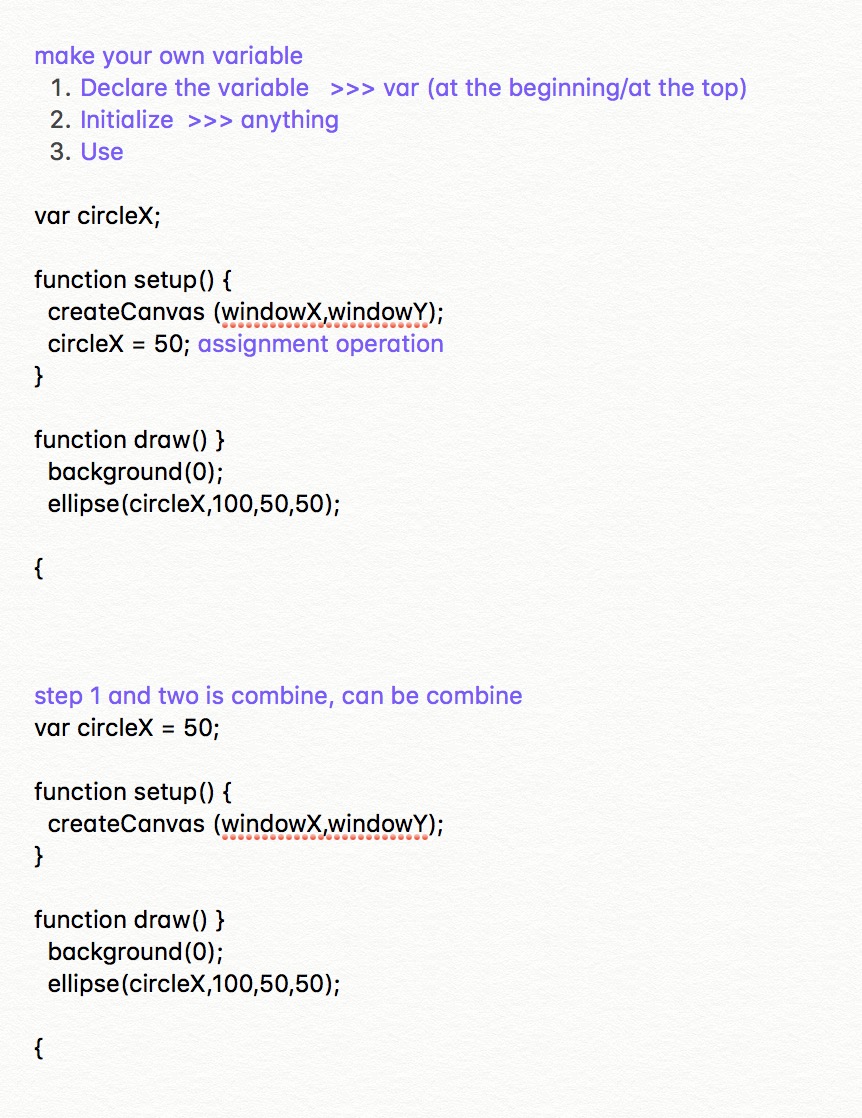 make your own variable
1. Declare the variable >>> var (at the beginning/at the top)
2. Initialize >>> anything
3. Use
var circleX;
function setup() {
createCanvas (windowX,windowY);
circleX = 50; assignment operation
}
function draw() }
background(0);
ellipse(circleX,100,50,50);
{
step 1 and two is combine, can be combine
var circleX = 50;
function setup() {
createCanvas (windowX,windowY);
}
function draw() }
background(0);
ellipse(circleX,100,50,50);
{